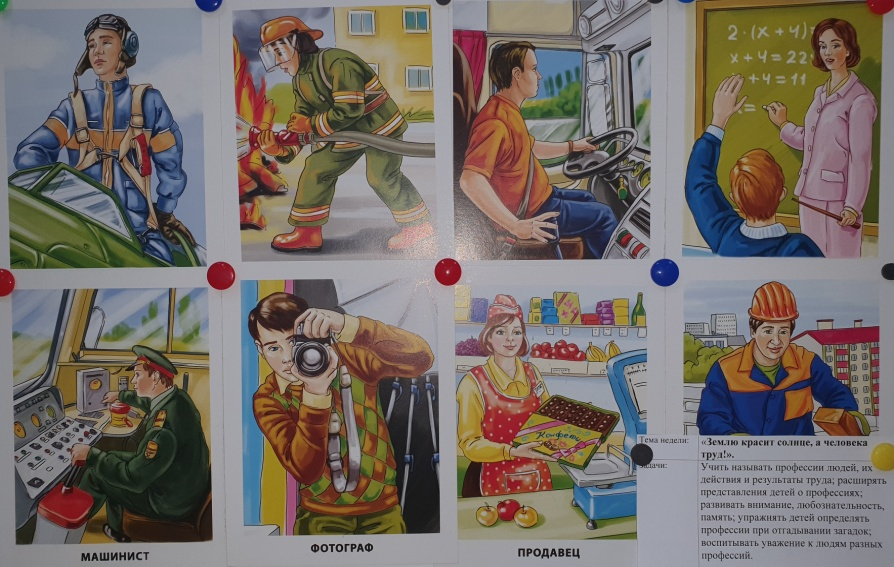 2·(x+4)=
x+4=22:
+4=11
x=
Конфеты
МАШИНИСТ
ФОТОГРАФ
ПРОДАВЕЦ
Тема недели:
«Землю красит солнце, а человека
труд!».
Задачи:
Учить называть профессии людей, их
действия и результаты труда; расширять
представления детей о профессиях;
развивать внимание, любознательность,
память; упражнять детей определять
профессии при отгадывании загадок;
воспитывать уважение к людям разных
профессий.